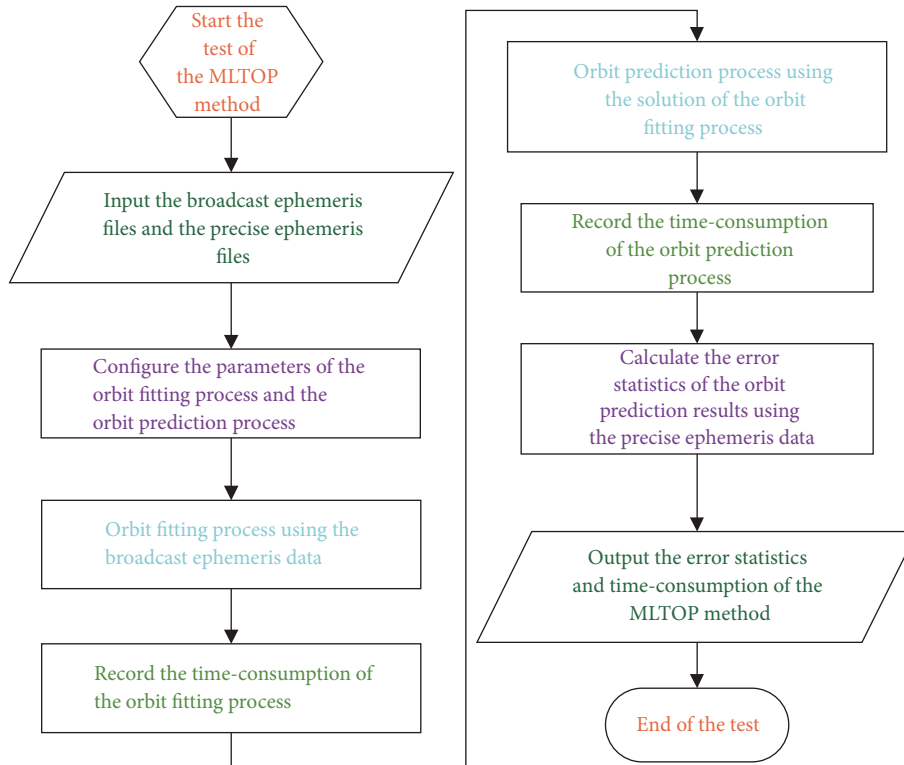 Start the
test of
the MLTOP
method
Input the broadcast ephemeris
files and the precise ephemeris
files
Configure the parameters of the
orbit fitting process and the
orbit prediction process
Orbit fitting process using the
broadcast ephemeris data
Record the time-consumption of
the orbit fitting process
Orbit prediction process using
the solution of the orbit
fitting process
Record the time-consumption
of the orbit prediction
process
Calculate the error
statistics of the orbit
prediction results using
the precise ephemeris data
Output the error statistics
and time-consumption of the
MLTOP method
End of the test